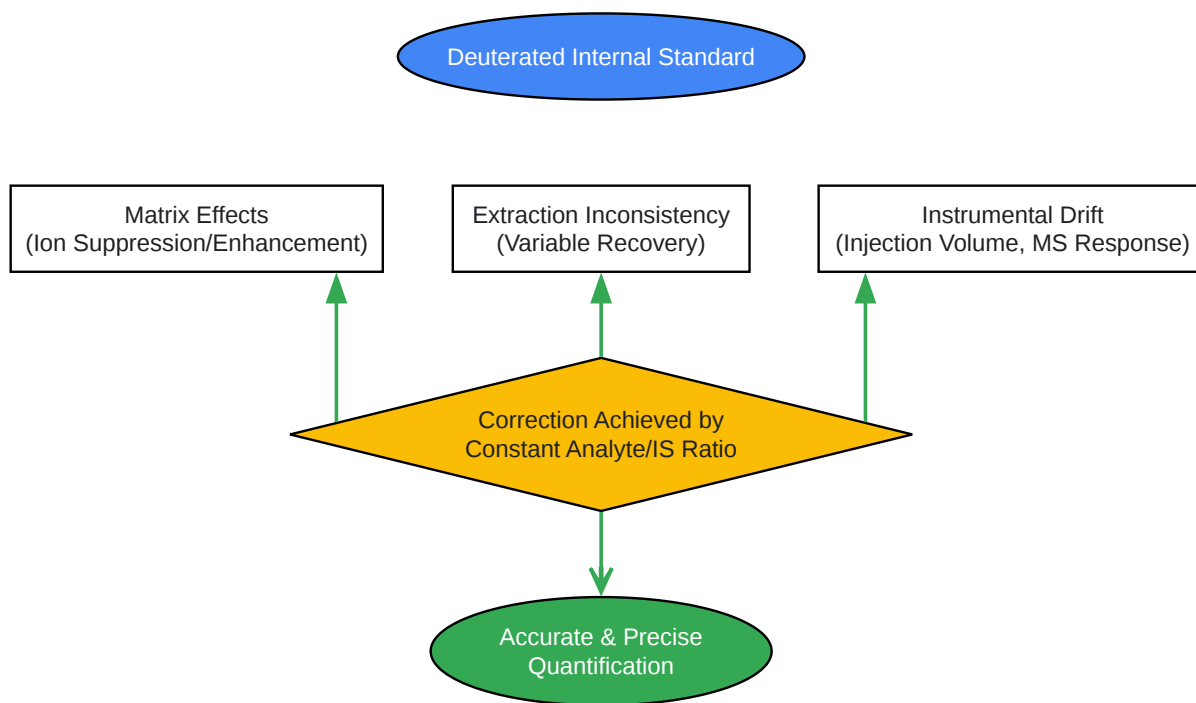 Deuterated Internal Standard
Matrix Effects
(Ion Suppression/Enhancement)
Extraction Inconsistency
(Variable Recovery)
Instrumental Drift
(Injection Volume, MS Response)
Correction Achieved by
Constant Analyte/IS Ratio
Accurate & Precise
Quantification